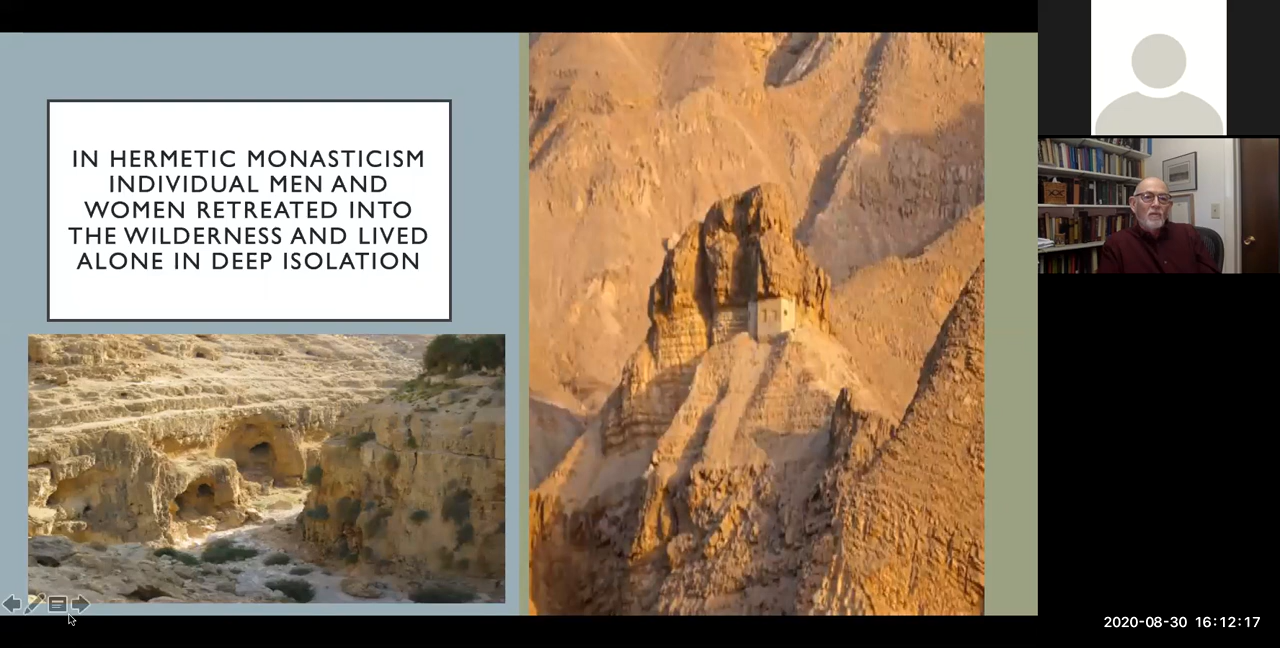 IN HERMETIC MONASTICISM
INDIVIDUAL MEN AND
WOMEN RETREATED INTO
THE WILDERNESS AND LIVED
ALONE IN DEEP ISOLATION
2020-08-30 16:12:17